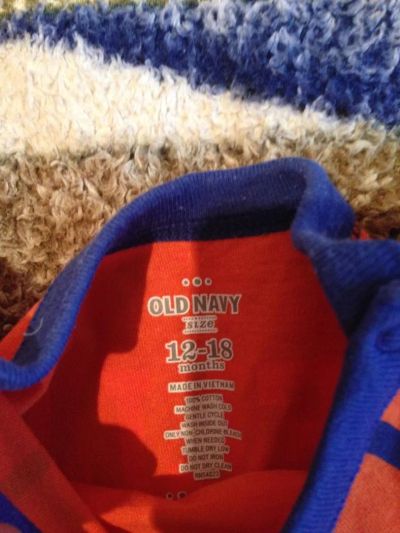 OLD NAVY
SIZE
12-18
months
MADE IN VIETNAM
100% COTTON
MACHINE WASH COLD
GENTLE CYCLE
WASH INSIDE OUT
ONLY NON-CHLORINE BLEACH
WHEN NEEDED
TUMBLE DRY LOW
DO NOT IRON
DO NOT DRY CLEAN
RN54023